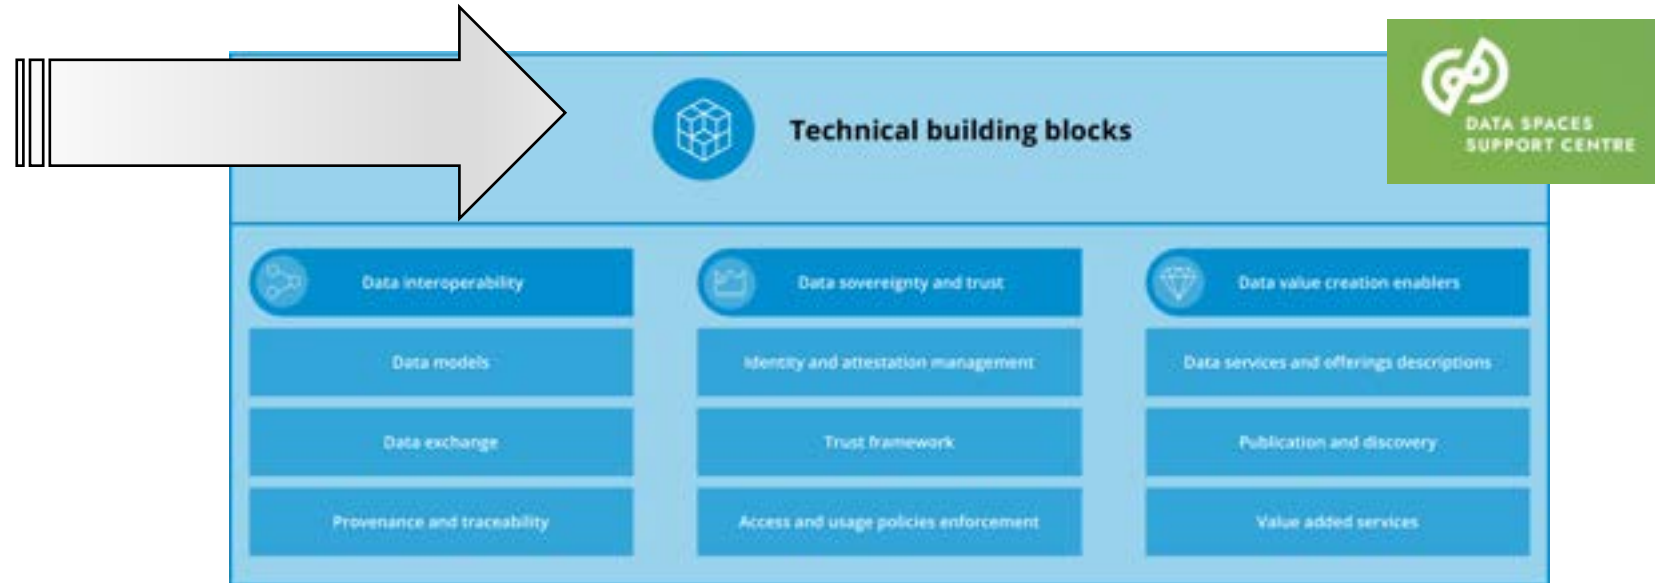 Technical building blocks
DATA SPACES
SUPPORT CENTRE
Data interoperability
Data models
Data exchange
Provenance and traceability
Data sovereignty and trust
Identity and attestation management
Trust framework
Access and usage policies enforcement
Data value creation enablers
Data services and offerings descriptions
Publication and discovery
Value added services